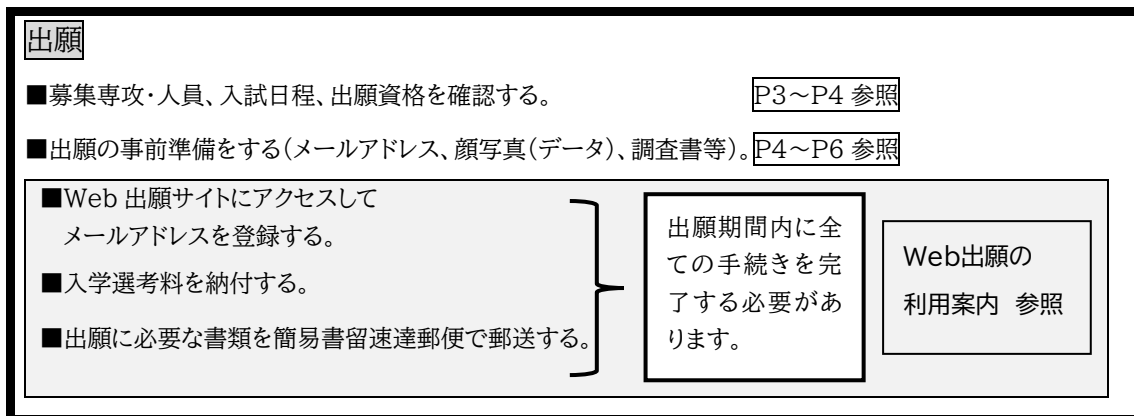 出願
■募集専攻・人員、入試日程、出願資格を確認する。 P3～P4 参照
■出願の事前準備をする(メールアドレス、顔写真(データ)、調査書等)。P4～P6 参照
■Web 出願サイトにアクセスして
メールアドレスを登録する。
■入学選考料を納付する。
■出願に必要な書類を簡易書留速達郵便で郵送する。
出願期間内に全
ての手続きを完
了する必要があ
ります。
Web出願の
利用案内 参照